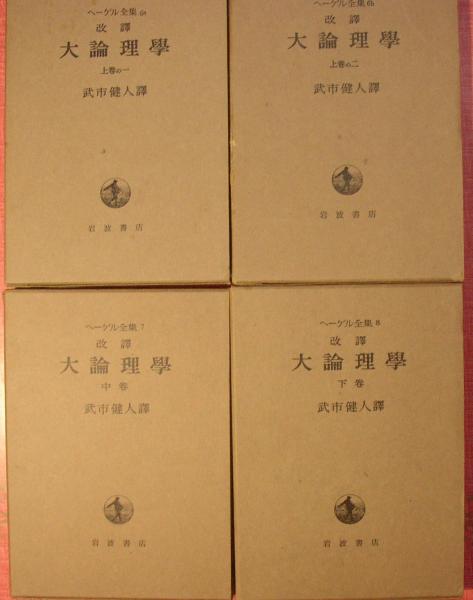 ヘーゲル全集 6a
改譯
大論理學
上卷の一
武市健人譯
岩波書店
ヘーゲル全集 6b
改譯
大論理學
上卷の二
武市健人譯
岩波書店
ヘーゲル全集 7
改譯
大論理學
中卷
武市健人譯
岩波書店
ヘーゲル全集 8
改譯
大論理學
下卷
武市健人譯
岩波書店